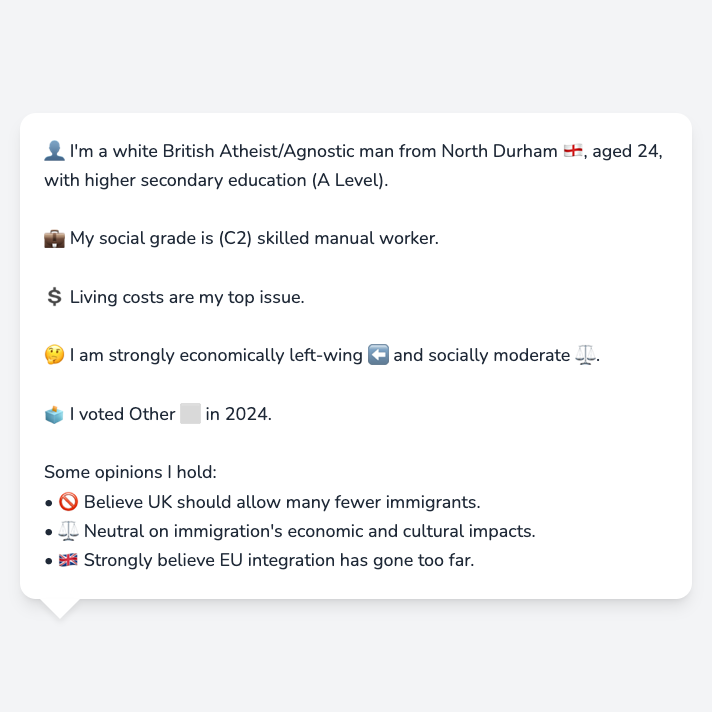 👤 I'm a white British Atheist/Agnostic man from North Durham 🏴󠁧󠁢󠁥󠁮󠁧󠁿, aged 24,
with higher secondary education (A Level).
💼 My social grade is (C2) skilled manual worker.
💲 Living costs are my top issue.
🤔 I am strongly economically left-wing ⬅️ and socially moderate ⚖️.
🗳️ I voted Other ⬜ in 2024.
Some opinions I hold:
• 🚫 Believe UK should allow many fewer immigrants.
• ⚖️ Neutral on immigration's economic and cultural impacts.
• 🇬🇧 Strongly believe EU integration has gone too far.